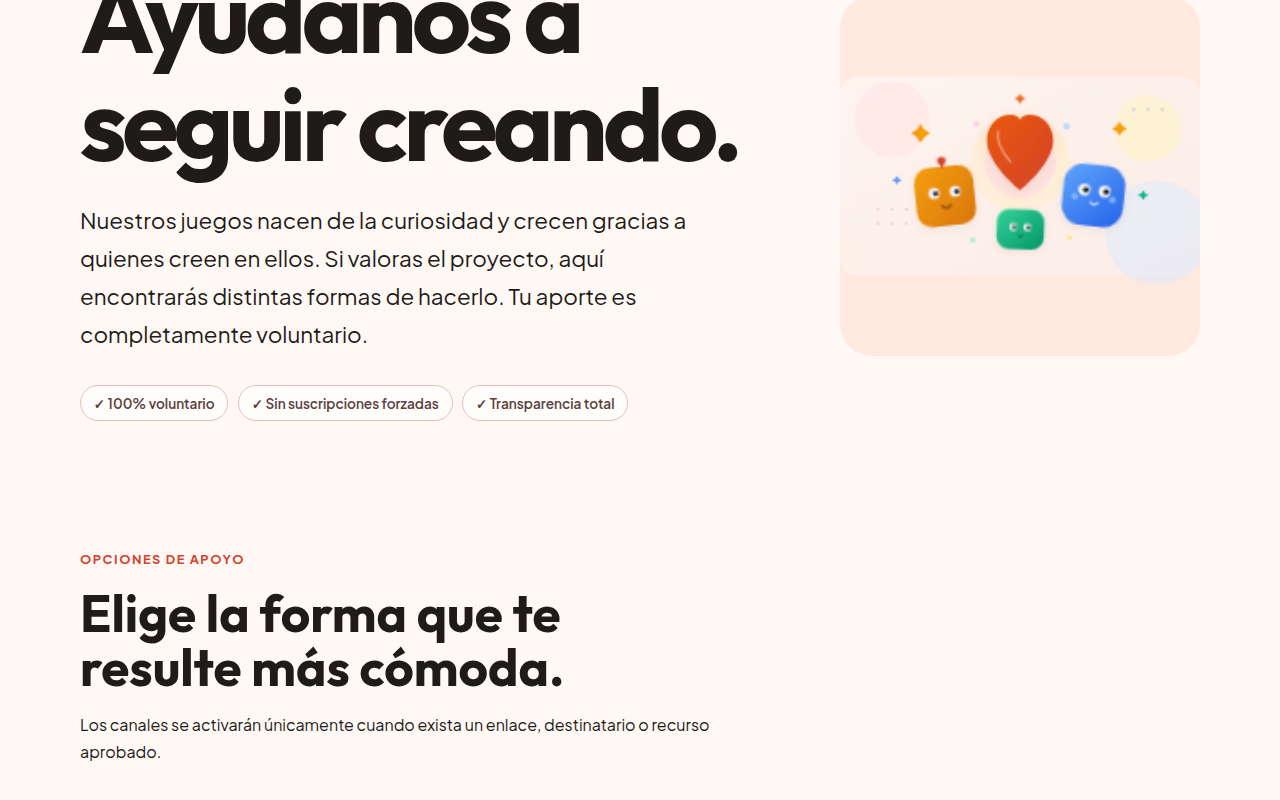 Ayúdanos a
seguir creando.
Nuestros juegos nacen de la curiosidad y crecen gracias a
quienes creen en ellos. Si valoras el proyecto, aquí
encontrarás distintas formas de hacerlo. Tu aporte es
completamente voluntario.
✓ 100% voluntario
✓ Sin suscripciones forzadas
✓ Transparencia total
OPCIONES DE APOYO
Elige la forma que te
resulte más cómoda.
Los canales se activarán únicamente cuando exista un enlace, destinatario o recurso
aprobado.